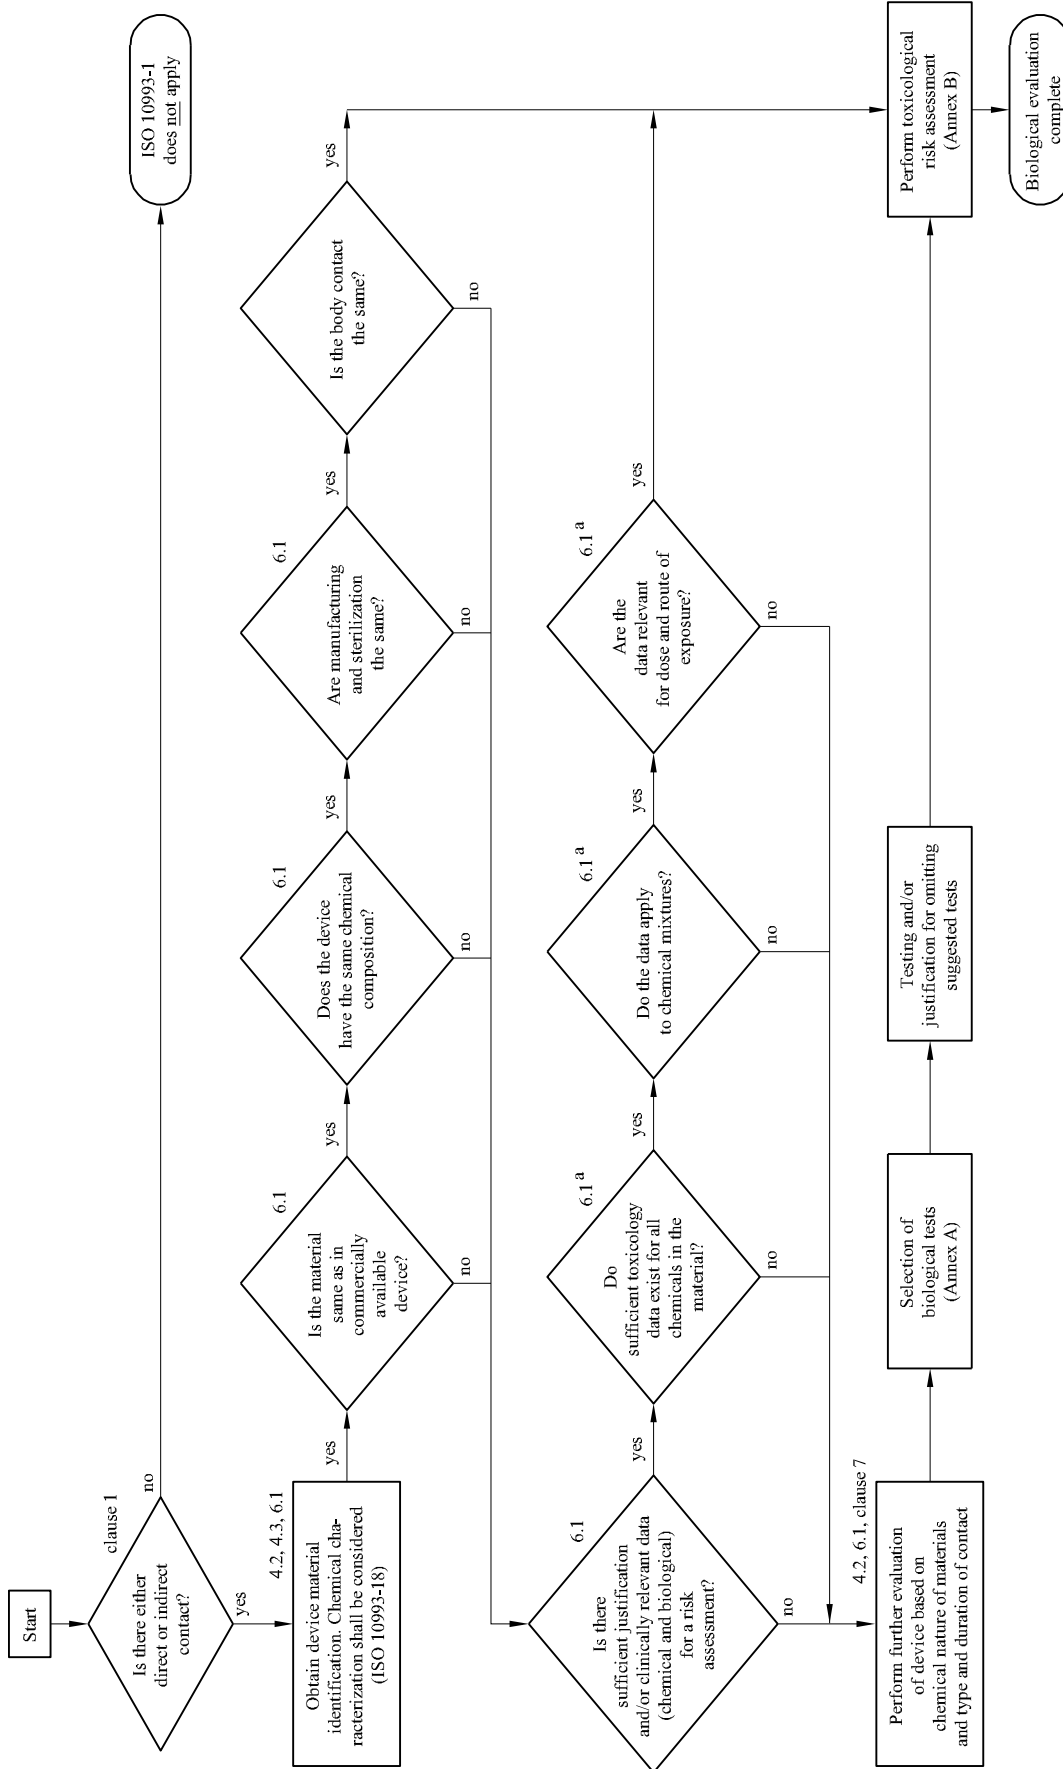 Start
clause 1
Is there either
direct or indirect
contact?
no
ISO 10993-1
does not apply
yes
4.2, 4.3, 6.1
Obtain device material
identification. Chemical cha-
racterization shall be considered
(ISO 10993-18)
yes
6.1
Is the material
same as in
commercially
available
device?
no
yes
6.1
Does the device
have the same chemical
composition?
no
yes
6.1
Are manufacturing
and sterilization
the same?
no
yes
Is the body contact
the same?
no
yes
6.1
Is there
sufficient justification
and/or clinically relevant data
(chemical and biological)
for a risk
assessment?
no
yes
6.1 a
Do
sufficient toxicology
data exist for all
chemicals in the
material?
no
yes
6.1 a
Do the data apply
to chemical mixtures?
no
yes
6.1 a
Are the
data relevant
for dose and route of
exposure?
no
yes
4.2, 6.1, clause 7
Perform further evaluation
of device based on
chemical nature of materials
and type and duration of contact
Selection of
biological tests
(Annex A)
Testing and/or
justification for omitting
suggested tests
Perform toxicological
risk assessment
(Annex B)
Biological evaluation
complete